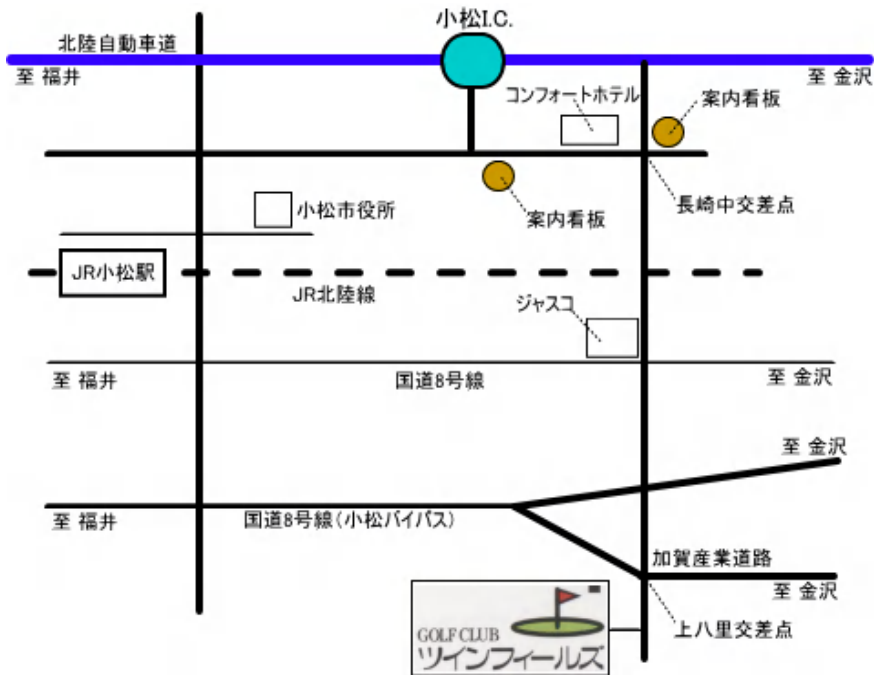 小松I.C.
北陸自動車道
至 福井
至 金沢
コンフォートホテル
案内看板
長崎中交差点
案内看板
小松市役所
JR小松駅
JR北陸線
ジャスコ
至 福井
国道8号線
至 金沢
至 金沢
至 福井
国道8号線(小松バイパス)
加賀産業道路
至 金沢
上八里交差点
GOLF CLUB
ツインフィールズ